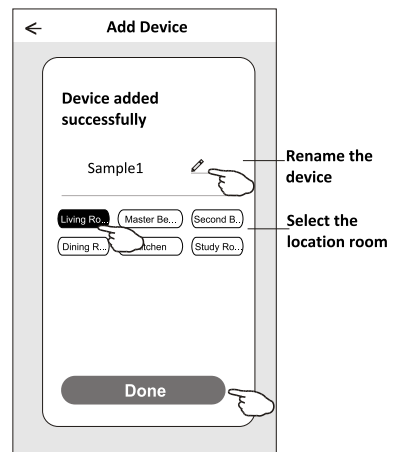 Add Device
Device added
successfully
Sample1
Rename the
device
Living Ro...
Master Be...
Second B..
Select the
location room
Dining R...
tchen
Study Ro...
Done